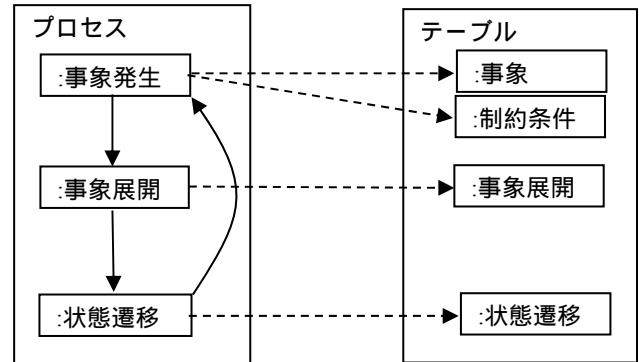 プロセス
:事象発生
:事象展開
:状態遷移
テーブル
:事象
:制約条件
:事象展開
:状態遷移